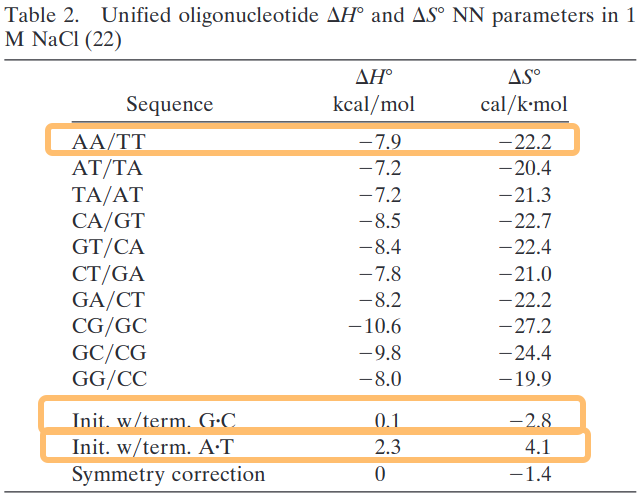 Table 2. Unified oligonucleotide ΔH° and ΔS° NN parameters in 1
M NaCl (22)
ΔH° ΔS°
Sequence kcal/mol cal/k·mol
AA/TT −7.9 −22.2
AT/TA −7.2 −20.4
TA/AT −7.2 −21.3
CA/GT −8.5 −22.7
GT/CA −8.4 −22.4
CT/GA −7.8 −21.0
GA/CT −8.2 −22.2
CG/GC −10.6 −27.2
GC/CG −9.8 −24.4
GG/CC −8.0 −19.9
Init. w/term. G·C 0.1 −2.8
Init. w/term. A·T 2.3 4.1
Symmetry correction 0 −1.4